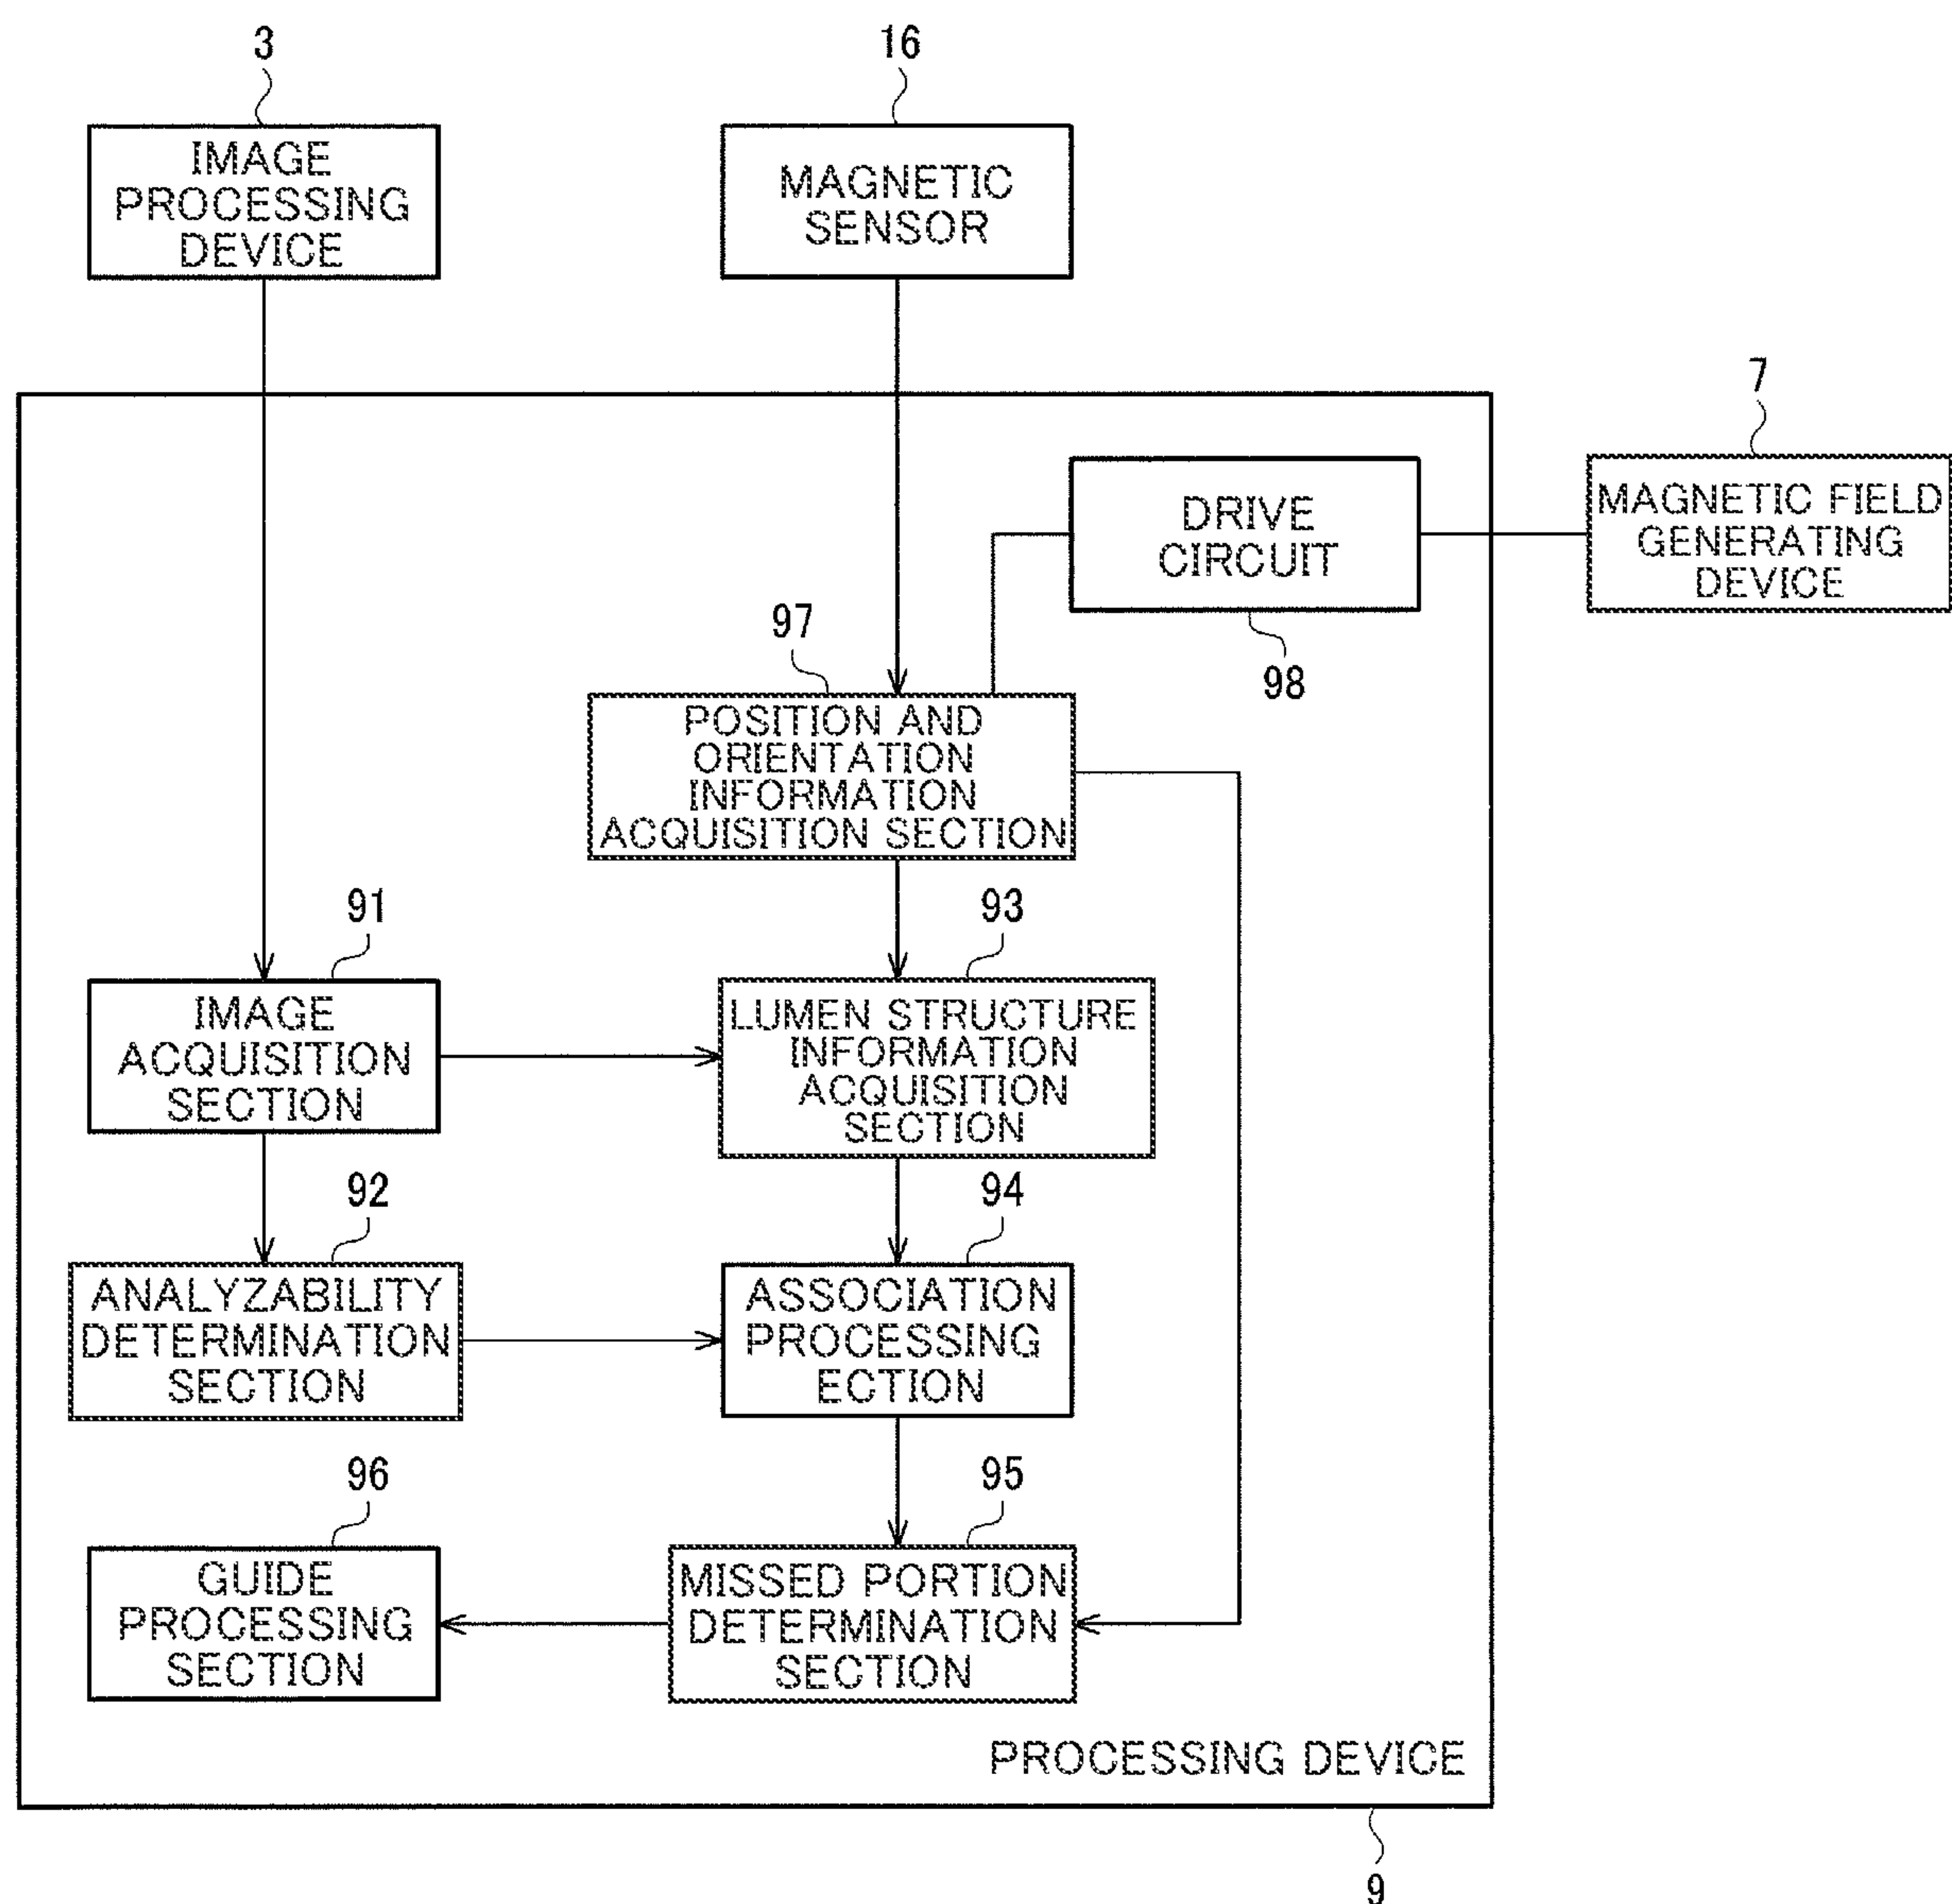 3
16
IMAGE
PROCESSING
DEVICE
MAGNETIC
SENSOR
7
MAGNETIC FIELD
GENERATING
DEVICE
DRIVE
CIRCUIT
98
97
POSITION AND
ORIENTATION
INFORMATION
ACQUISITION SECTION
91
93
IMAGE
ACQUISITION
SECTION
LUMEN STRUCTURE
INFORMATION
ACQUISITION
SECTION
92
94
ANALYZABILITY
DETERMINATION
SECTION
ASSOCIATION
PROCESSING
ECTION
96
95
GUIDE
PROCESSING
SECTION
MISSED PORTION
DETERMINATION
SECTION
PROCESSING DEVICE
9